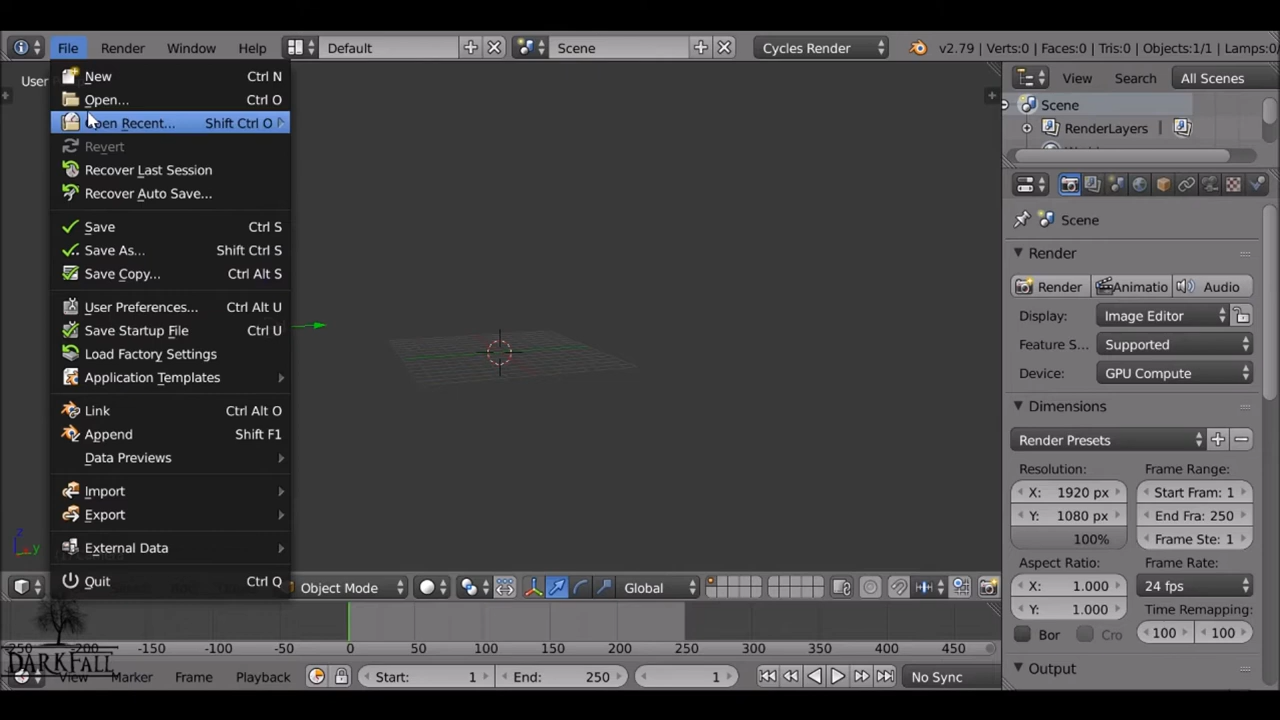 File Render Window Help Default Scene Cycles Render v2.79 | Verts:0 | Faces:0 | Tris:0 | Objects:1/1 | Lamps:0/
User
New Ctrl N
Open... Ctrl O
pen Recent... Shift Ctrl O
Revert
Recover Last Session
Recover Auto Save...
Save Ctrl S
Save As... Shift Ctrl S
Save Copy... Ctrl Alt S
User Preferences... Ctrl Alt U
Save Startup File Ctrl U
Load Factory Settings
Application Templates
Link Ctrl Alt O
Append Shift F1
Data Previews
Import
Export
External Data
Quit Ctrl Q
z
y
Object Mode Global
View Search All Scenes
Scene
RenderLayers
Scene
Render
Render Animatio Audio
Display: Image Editor
Feature S... Supported
Device: GPU Compute
Dimensions
Render Presets
Resolution: Frame Range:
X: 1920 px Start Fram: 1
Y: 1080 px End Fra: 250
100% Frame Ste: 1
Aspect Ratio: Frame Rate:
X: 1.000 24 fps
Y: 1.000 Time Remapping:
Bor Cro 100 100
Output
-250 -200 -150 -100 -50 0 50 100 150 200 250 300 350 400 450
DARKFALL
View Marker Frame Playback Start: 1 End: 250 1 No Sync